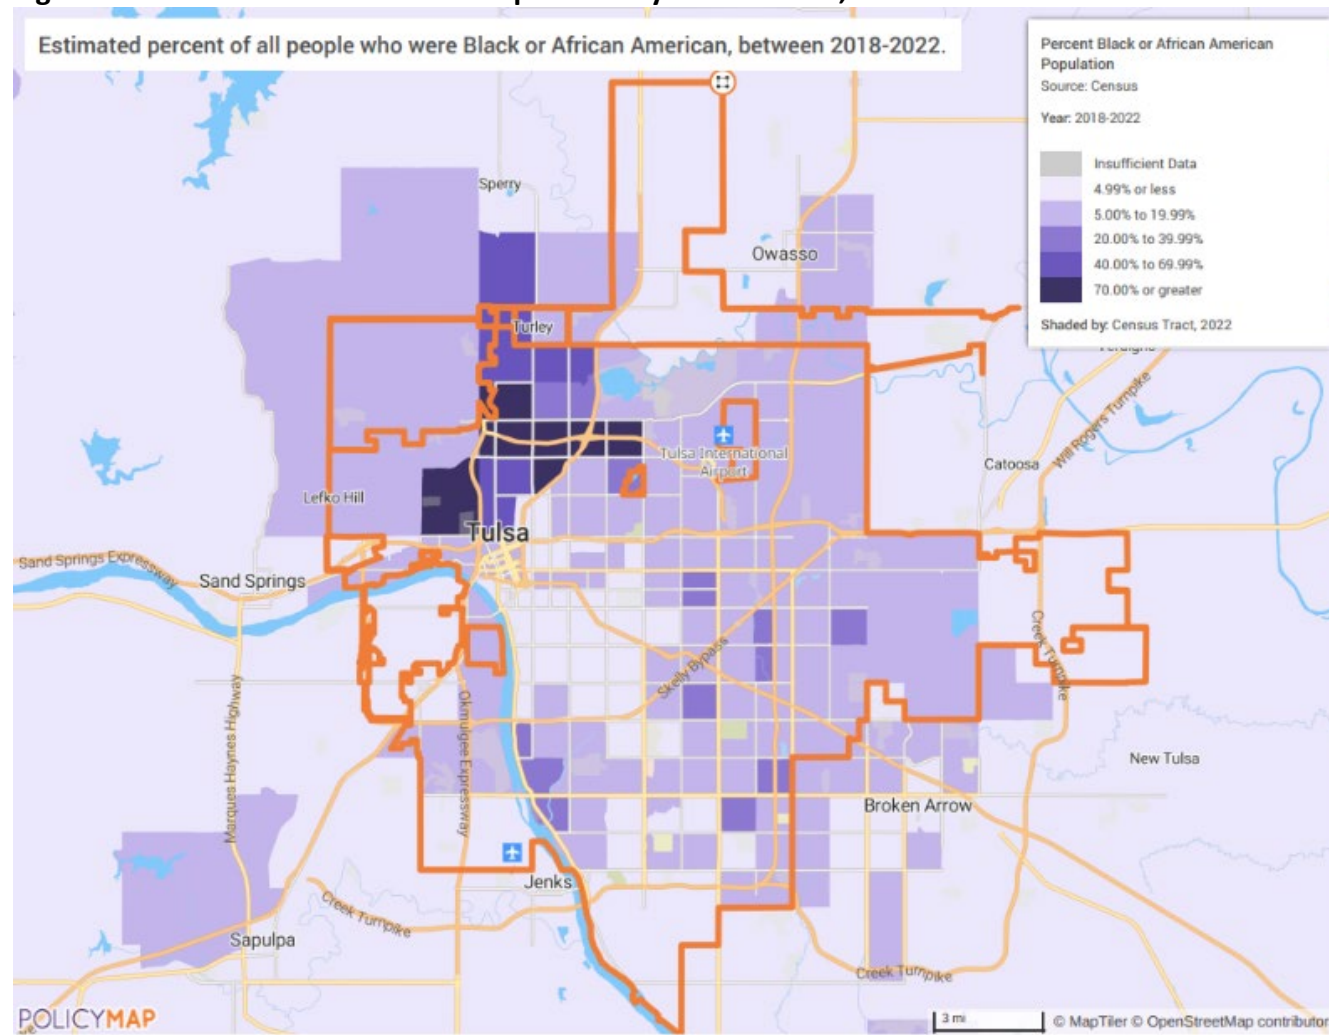 Estimated percent of all people who were Black or African American, between 2018-2022.
Percent Black or African American
Population
Source: Census
Year: 2018-2022
Insufficient Data
4.99% or less
5.00% to 19.99%
20.00% to 39.99%
40.00% to 69.99%
70.00% or greater
Shaded by: Census Tract, 2022
Sperry
Owasso
Turley
Will Rogers Turnpike
Tulsa International
Airport
Catoosa
Lefko Hill
Tulsa
Sand Springs Expressway
Sand Springs
Creek Turnpike
Skelly Bypass
Marques Haynes Highway
Okmulgee Expressway
New Tulsa
Broken Arrow
Jenks
Creek Turnpike
Sapulpa
Creek Turnpike
POLICYMAP
3 mi
© MapTiler © OpenStreetMap contributor